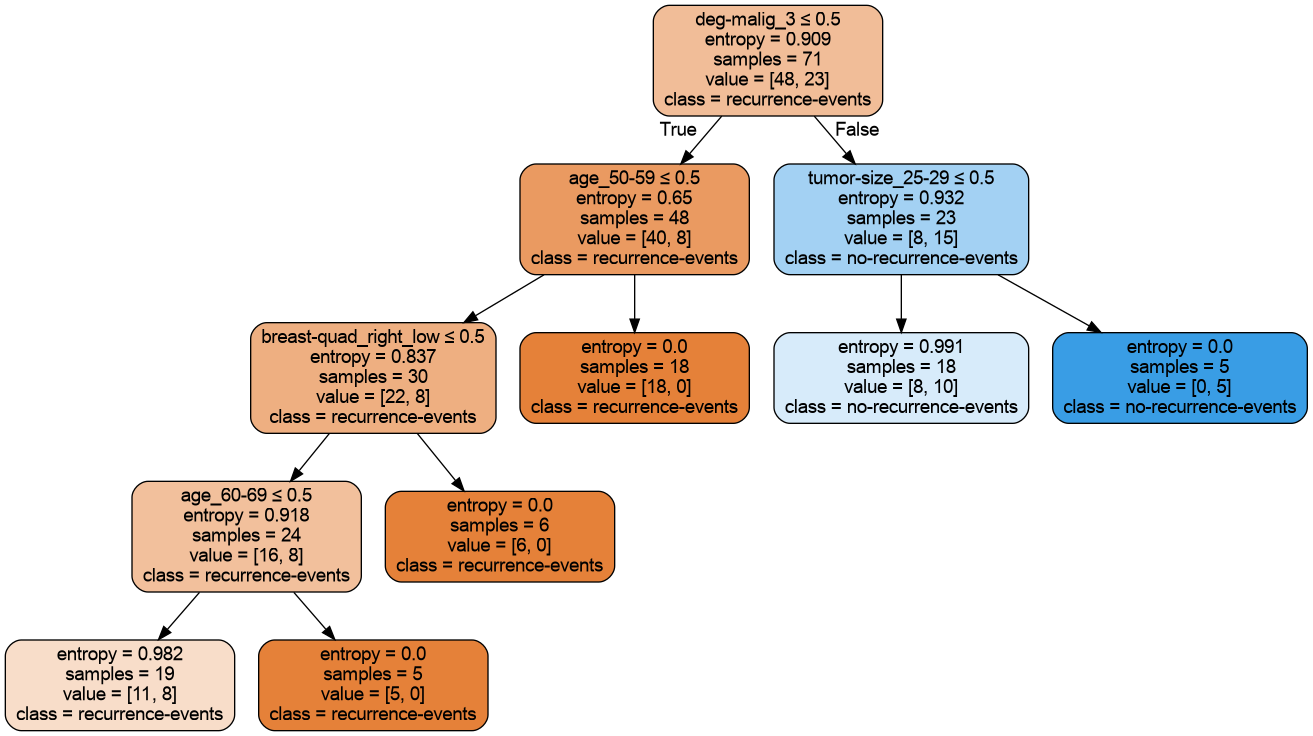 deg-malig_3 ≤ 0.5
entropy = 0.909
samples = 71
value = [48, 23]
class = recurrence-events
True
False
age_50-59 ≤ 0.5
entropy = 0.65
samples = 48
value = [40, 8]
class = recurrence-events
tumor-size_25-29 ≤ 0.5
entropy = 0.932
samples = 23
value = [8, 15]
class = no-recurrence-events
breast-quad_right_low ≤ 0.5
entropy = 0.837
samples = 30
value = [22, 8]
class = recurrence-events
entropy = 0.0
samples = 18
value = [18, 0]
class = recurrence-events
entropy = 0.991
samples = 18
value = [8, 10]
class = no-recurrence-events
entropy = 0.0
samples = 5
value = [0, 5]
class = no-recurrence-events
age_60-69 ≤ 0.5
entropy = 0.918
samples = 24
value = [16, 8]
class = recurrence-events
entropy = 0.0
samples = 6
value = [6, 0]
class = recurrence-events
entropy = 0.982
samples = 19
value = [11, 8]
class = recurrence-events
entropy = 0.0
samples = 5
value = [5, 0]
class = recurrence-events